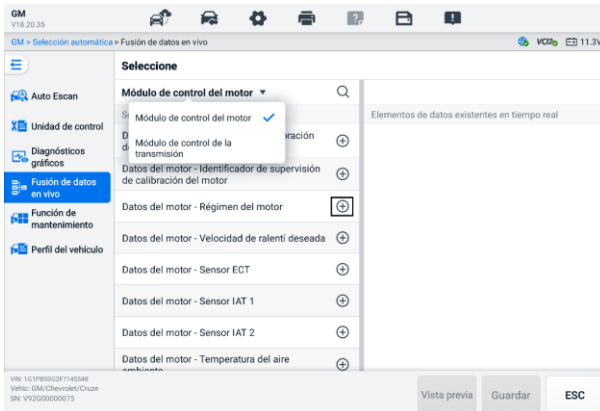 GM
V18.20.35
GM > Selección automática > Fusión de datos en vivo
VCI
11.3V
Seleccione
Auto Escan
Unidad de control
Diagnósticos
gráficos
Fusión de datos
en vivo
Función de
mantenimiento
Perfil del vehículo
Módulo de control del motor
Módulo de control del motor
Módulo de control de la
transmisión
oración
Datos del motor - Identificador de supervisión
de calibración del motor
Datos del motor - Régimen del motor
Datos del motor - Velocidad de ralentí deseada
Datos del motor - Sensor ECT
Datos del motor - Sensor IAT 1
Datos del motor - Sensor IAT 2
Datos del motor - Temperatura del aire
ambiente
Elementos de datos existentes en tiempo real
Vehic: GM/Chevrolet/Cruze
SN: V92G00000075
Vista previa
Guardar
ESC